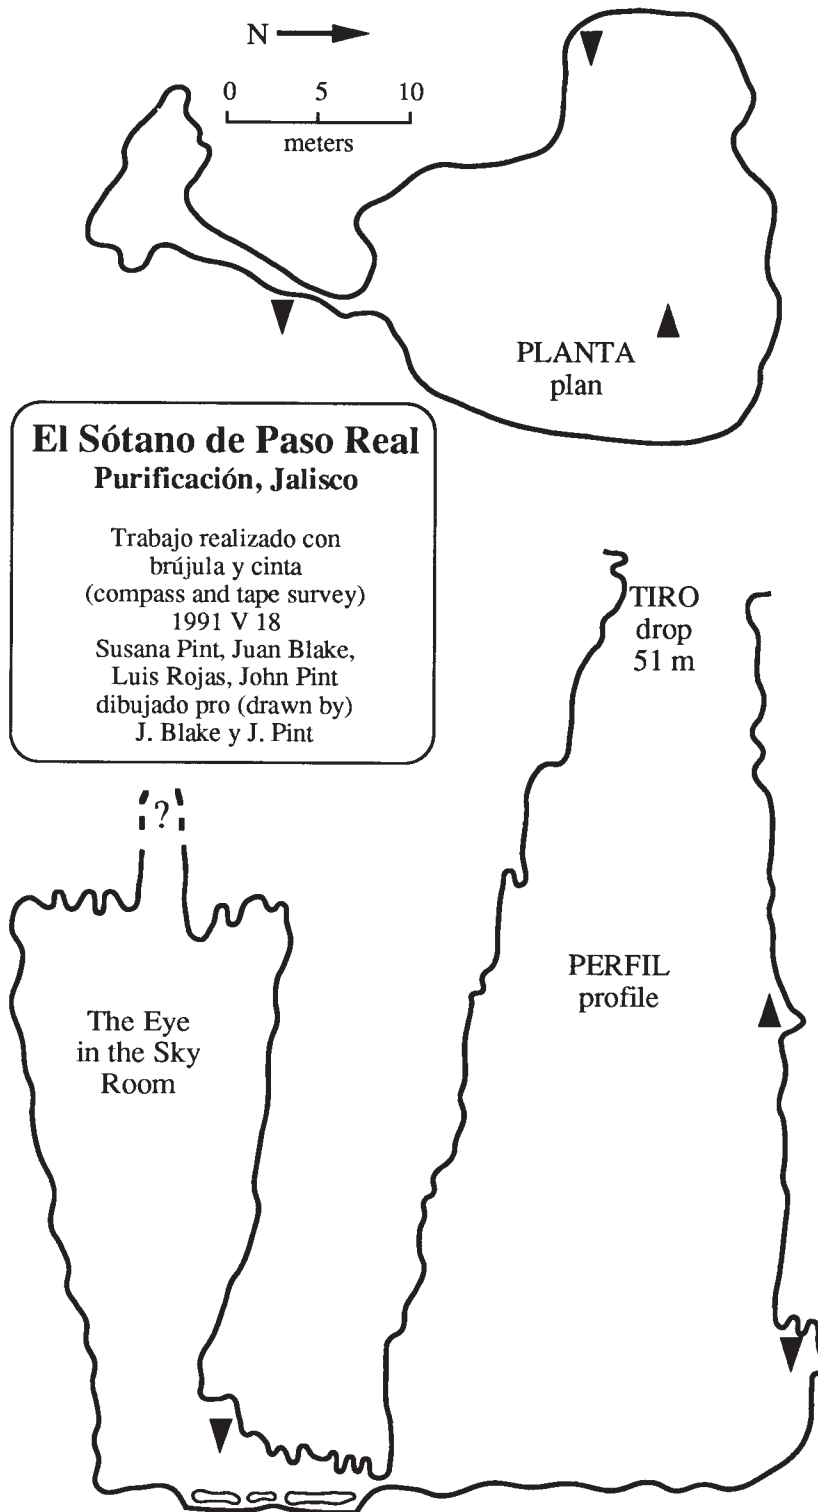 N
0 5 10
meters
PLANTA
plan
El Sótano de Paso Real
Purificación, Jalisco
Trabajo realizado con
brújula y cinta
(compass and tape survey)
1991 V 18
Susana Pint, Juan Blake,
Luis Rojas, John Pint
dibujado pro (drawn by)
J. Blake y J. Pint
TIRO
drop
51 m
?
The Eye
in the Sky
Room
PERFIL
profile